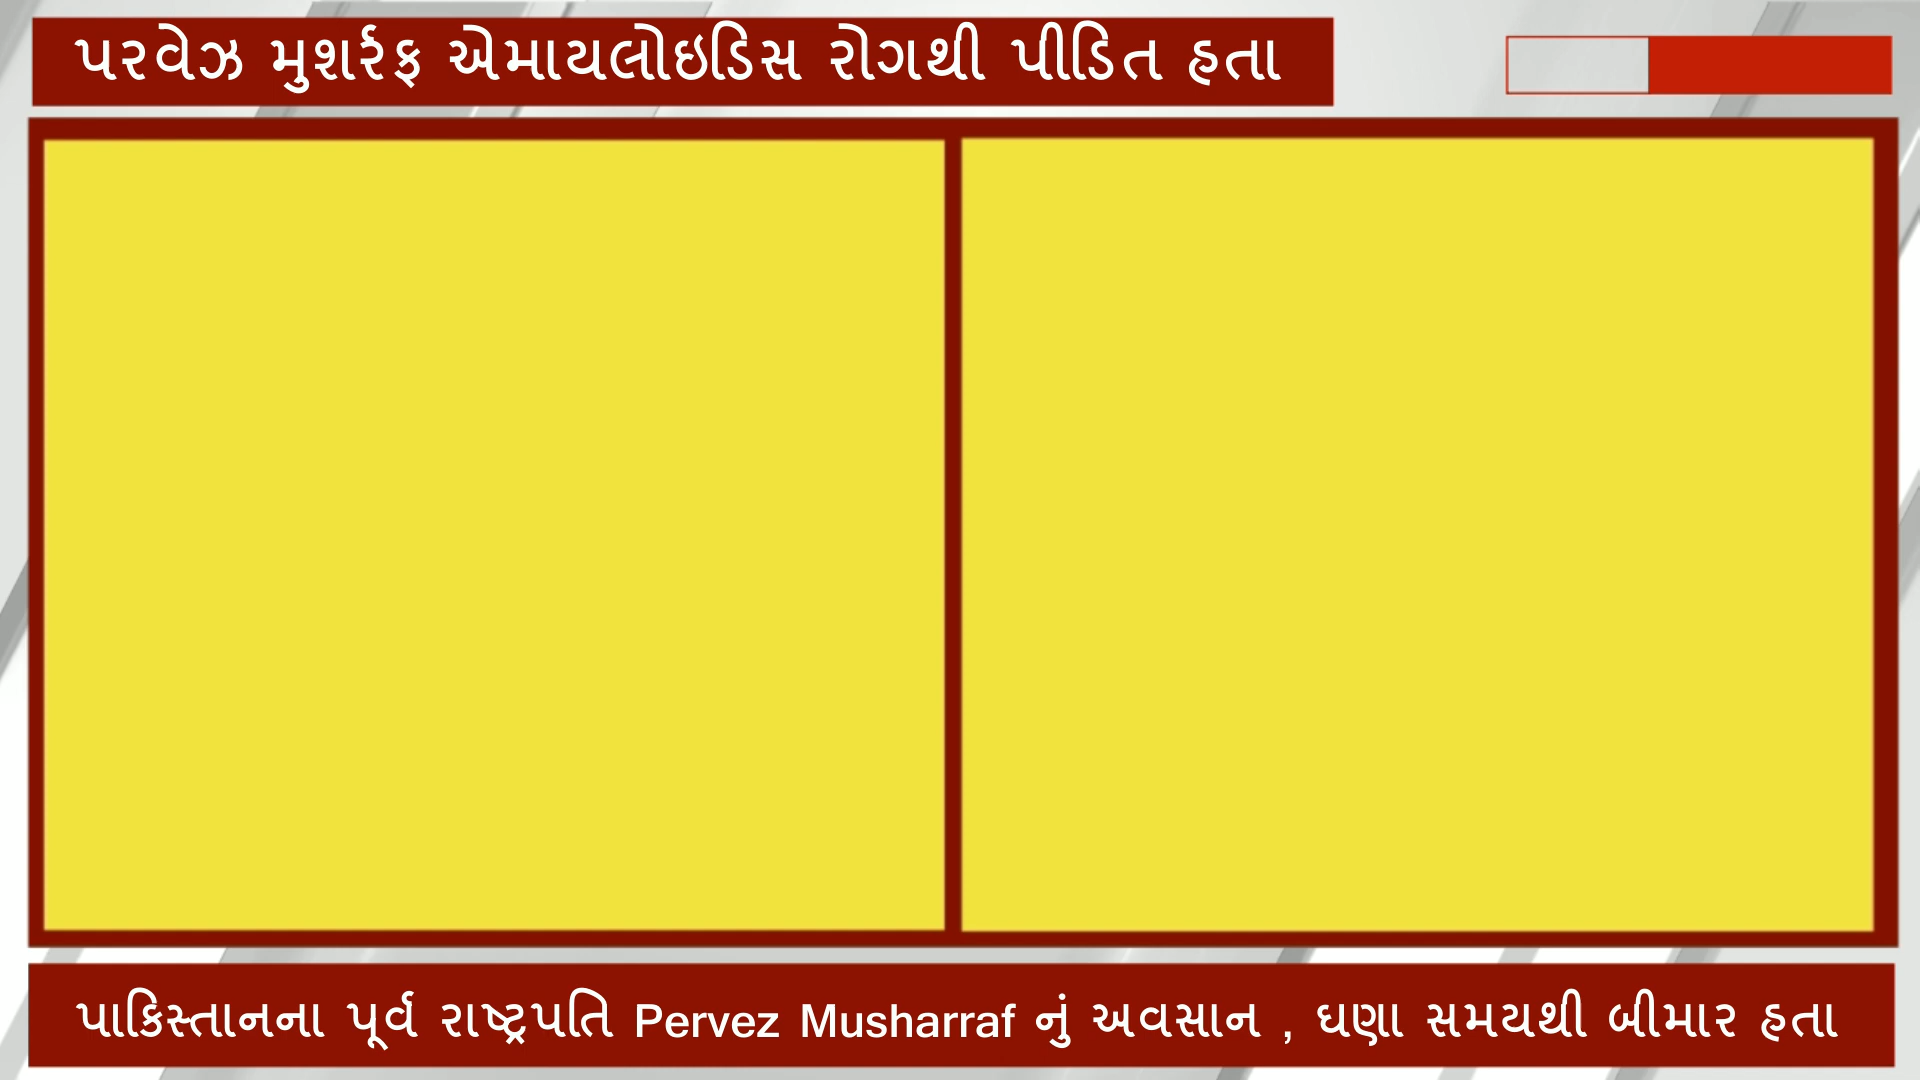 પરવેઝ મુશર્રફ એમાયલોઇડિસ રોગથી પીડિત હતા
પાકિસ્તાનના પૂર્વ રાષ્ટ્રપતિ Pervez Musharraf નું અવસાન , ઘણા સમયથી બીમાર હતા